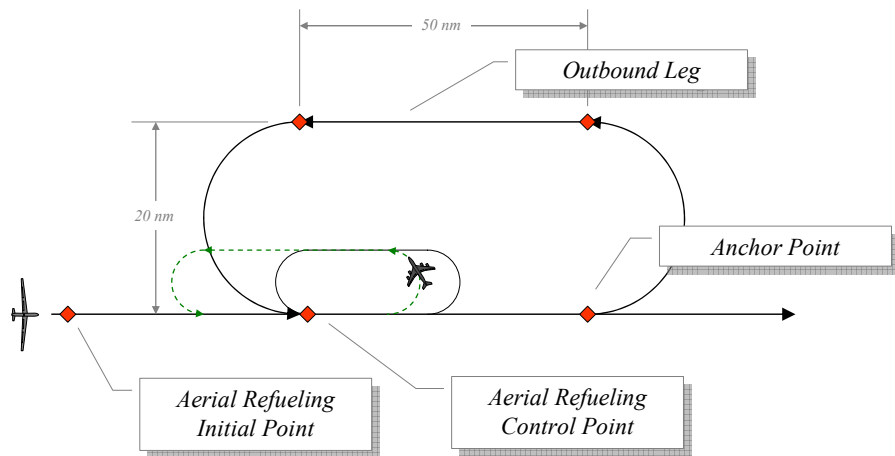 50 nm
Outbound Leg
20 nm
Anchor Point
Aerial Refueling
Initial Point
Aerial Refueling
Control Point